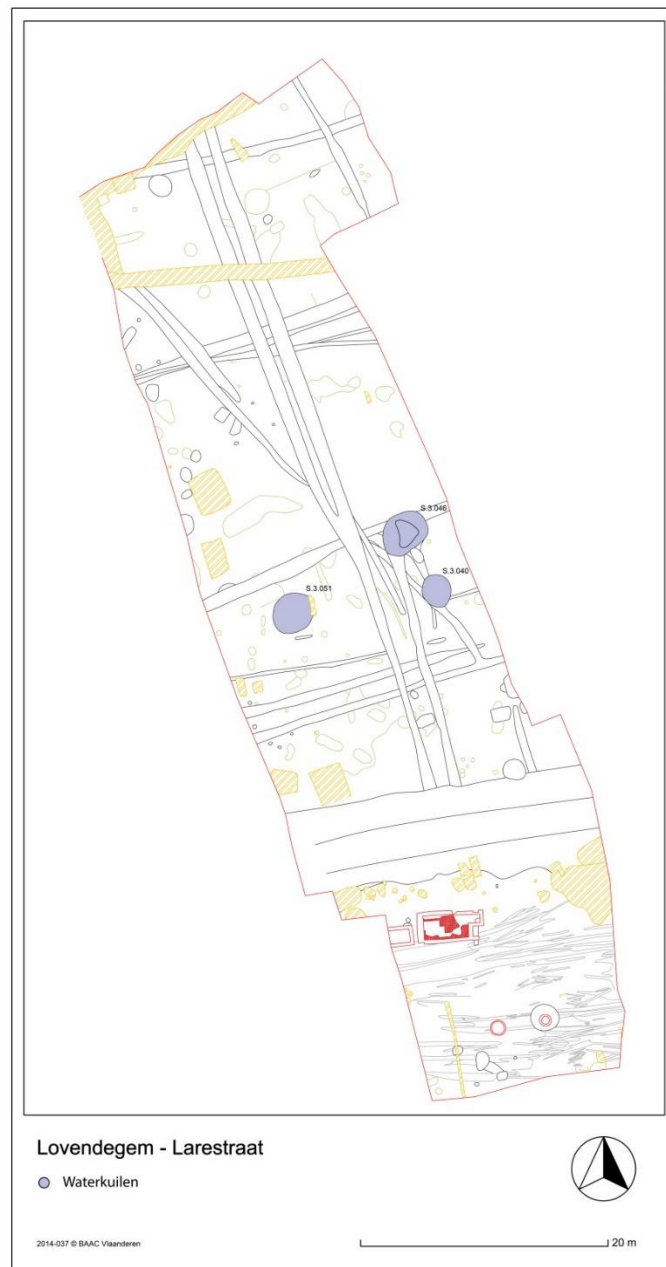 S.3.046
S.3.040
S.3.051
Lovendegem - Larestraat
Waterkuilen
2014-037 © BAAC Vlaanderen
20 m